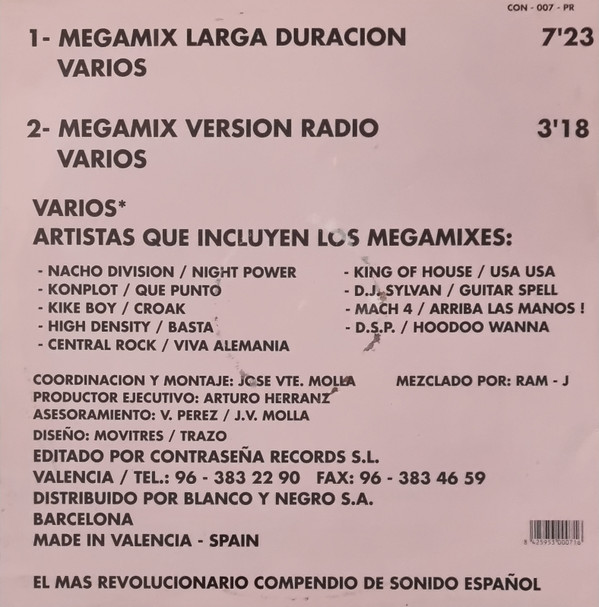 CON - 007 - PR
1- MEGAMIX LARGA DURACION 7'23
VARIOS
2- MEGAMIX VERSION RADIO 3'18
VARIOS
VARIOS*
ARTISTAS QUE INCLUYEN LOS MEGAMIXES:
- NACHO DIVISION / NIGHT POWER
- KONPLOT / QUE PUNTO
- KIKE BOY / CROAK
- HIGH DENSITY / BASTA
- CENTRAL ROCK / VIVA ALEMANIA
- KING OF HOUSE / USA USA
- D.J. SYLVAN / GUITAR SPELL
- MACH 4 / ARRIBA LAS MANOS !
- D.S.P. / HOODOO WANNA
COORDINACION Y MONTAJE: JOSE VTE. MOLLA MEZCLADO POR: RAM - J
PRODUCTOR EJECUTIVO: ARTURO HERRANZ
ASESORAMIENTO: V. PEREZ / J.V. MOLLA
DISEÑO: MOVITRES / TRAZO
EDITADO POR CONTRASEÑA RECORDS S.L.
VALENCIA / TEL.: 96 - 383 22 90 FAX: 96 - 383 46 59
DISTRIBUIDO POR BLANCO Y NEGRO S.A.
BARCELONA
MADE IN VALENCIA - SPAIN
8 425955 000716
EL MAS REVOLUCIONARIO COMPENDIO DE SONIDO ESPAÑOL